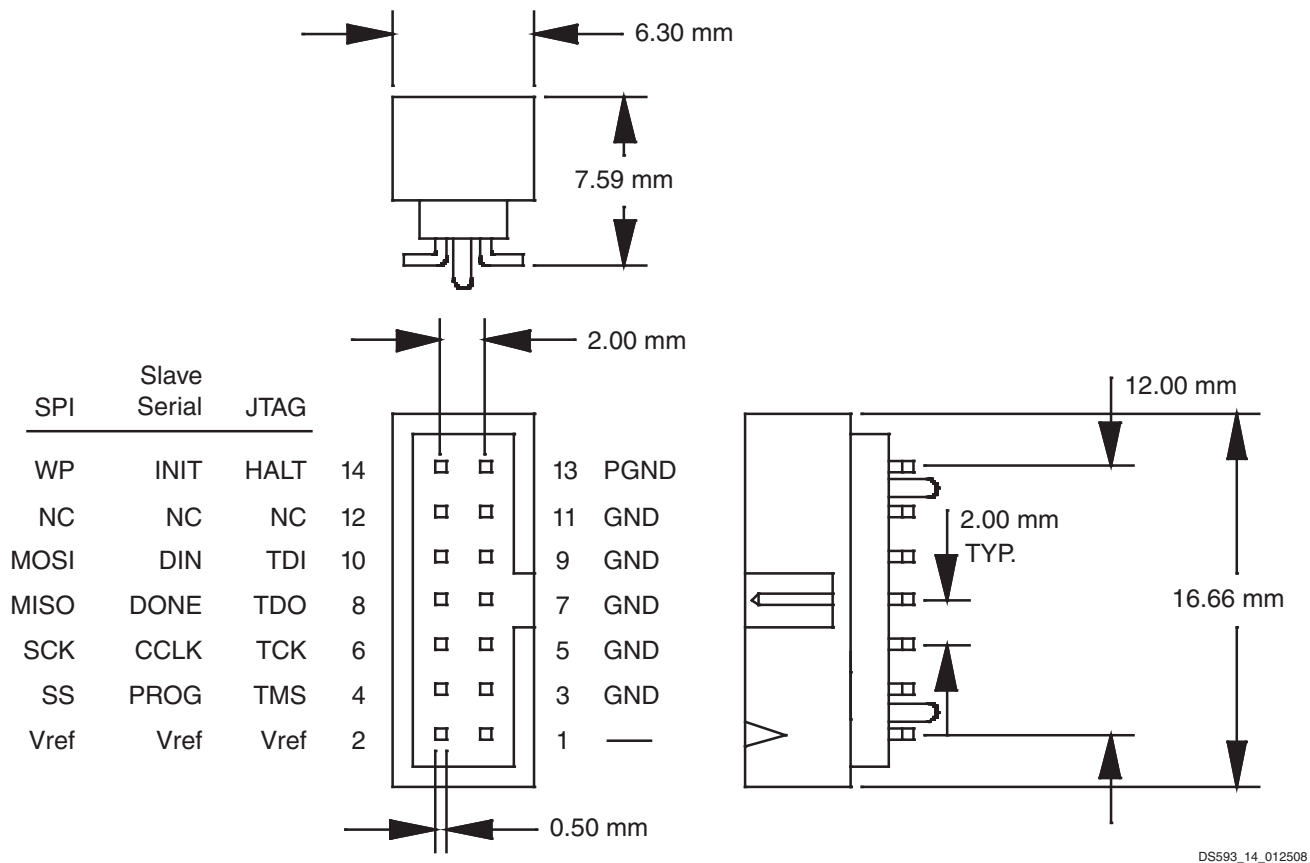 6.30 mm
7.59 mm
2.00 mm
Slave
SPI Serial JTAG
12.00 mm
WP INIT HALT 14 13 PGND
NC NC NC 12 11 GND
2.00 mm
MOSI DIN TDI 10 9 GND
TYP.
MISO DONE TDO 8 7 GND
16.66 mm
SCK CCLK TCK 6 5 GND
SS PROG TMS 4 3 GND
Vref Vref Vref 2 1 —
0.50 mm
DS593_14_012508